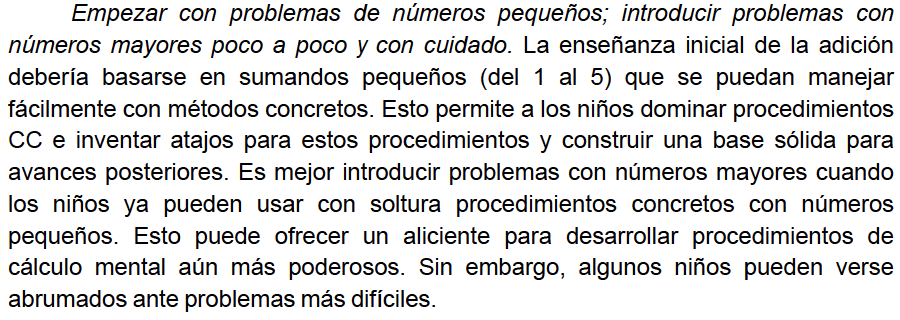 Empezar con problemas de números pequeños; introducir problemas con
números mayores poco a poco y con cuidado. La enseñanza inicial de la adición
debería basarse en sumandos pequeños (del 1 al 5) que se puedan manejar
fácilmente con métodos concretos. Esto permite a los niños dominar procedimientos
CC e inventar atajos para estos procedimientos y construir una base sólida para
avances posteriores. Es mejor introducir problemas con números mayores cuando
los niños ya pueden usar con soltura procedimientos concretos con números
pequeños. Esto puede ofrecer un aliciente para desarrollar procedimientos de
cálculo mental aún más poderosos. Sin embargo, algunos niños pueden verse
abrumados ante problemas más difíciles.